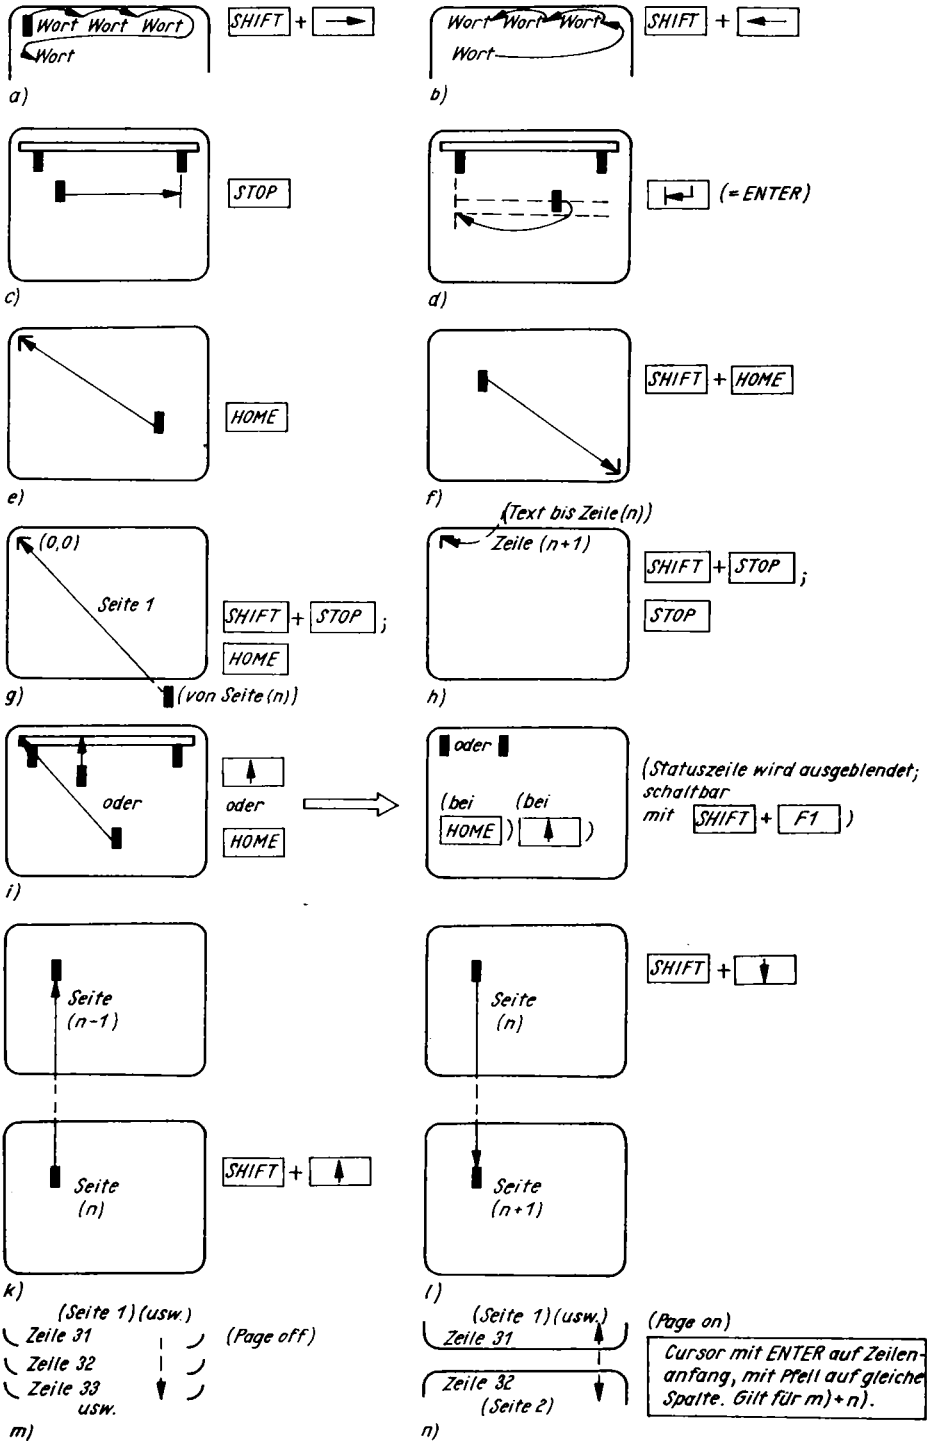 Wort Wort Wort
Wort
SHIFT +
a)
Wort Wort Wort
Wort
SHIFT +
b)
STOP
c)
(= ENTER)
d)
HOME
e)
SHIFT + HOME
f)
(0,0)
Seite 1
SHIFT + STOP ;
HOME
g)
(von Seite (n))
(Text bis Zeile (n))
Zeile (n+1)
SHIFT + STOP ;
STOP
h)
oder
oder
HOME
i)
oder
(bei (bei
HOME ) )
(Statuszeile wird ausgeblendet;
schaltbar
mit SHIFT + F1 )
Seite
(n-1)
Seite
(n)
SHIFT +
k)
Seite
(n)
SHIFT +
Seite
(n+1)
l)
(Seite 1) (usw.)
Zeile 31
Zeile 32
Zeile 33
usw.
(Page off)
m)
(Seite 1) (usw.)
Zeile 31
Zeile 32
(Seite 2)
n)
(Page on)
Cursor mit ENTER auf Zeilen-
anfang, mit Pfeil auf gleiche
Spalte. Gilt für m) + n).